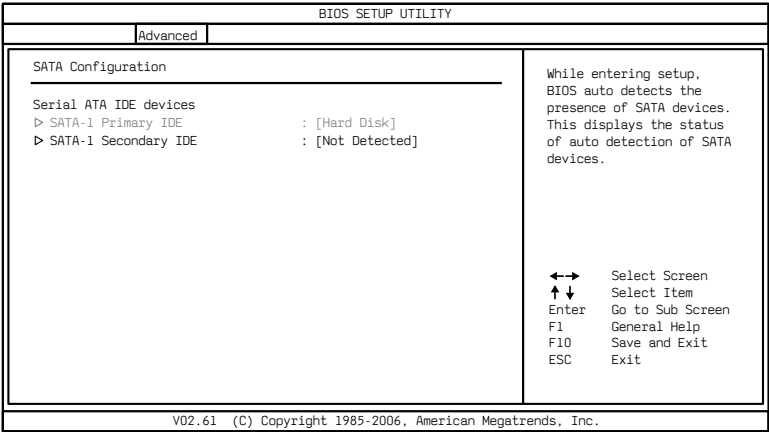 BIOS SETUP UTILITY
Advanced
SATA Configuration
Serial ATA IDE devices
▷ SATA-1 Primary IDE : [Hard Disk]
▷ SATA-1 Secondary IDE : [Not Detected]
While entering setup,
BIOS auto detects the
presence of SATA devices.
This displays the status
of auto detection of SATA
devices.
←→ Select Screen
↑↓ Select Item
Enter Go to Sub Screen
F1 General Help
F10 Save and Exit
ESC Exit
V02.61 (C) Copyright 1985-2006, American Megatrends, Inc.